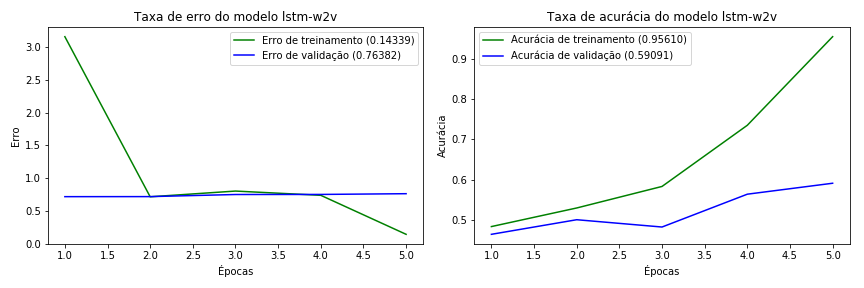 Taxa de erro do modelo lstm-w2v
Erro de treinamento (0.14339)
Erro de validação (0.76382)
Erro
3.0
2.5
2.0
1.5
1.0
0.5
0.0
1.0 1.5 2.0 2.5 3.0 3.5 4.0 4.5 5.0
Épocas
Taxa de acurácia do modelo lstm-w2v
Acurácia de treinamento (0.95610)
Acurácia de validação (0.59091)
Acurácia
0.9
0.8
0.7
0.6
0.5
1.0 1.5 2.0 2.5 3.0 3.5 4.0 4.5 5.0
Épocas